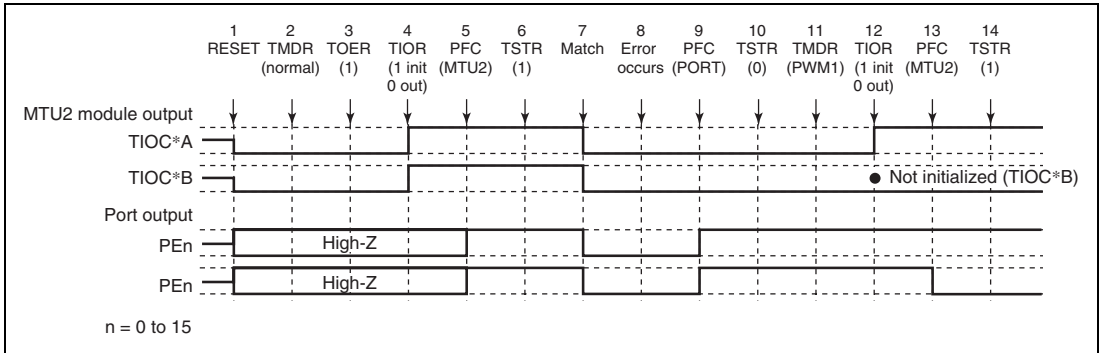 1 2 3 4 5 6 7 8 9 10 11 12 13 14
RESET TMDR TOER TIOR PFC TSTR Match Error PFC TSTR TMDR TIOR PFC TSTR
(normal) (1) (1 init (MTU2) (1) occurs (PORT) (0) (PWM1) (1 init (MTU2) (1)
0 out) 0 out)
MTU2 module output
TIOC*A
TIOC*B
● Not initialized (TIOC*B)
Port output
PEn High-Z
PEn High-Z
n = 0 to 15